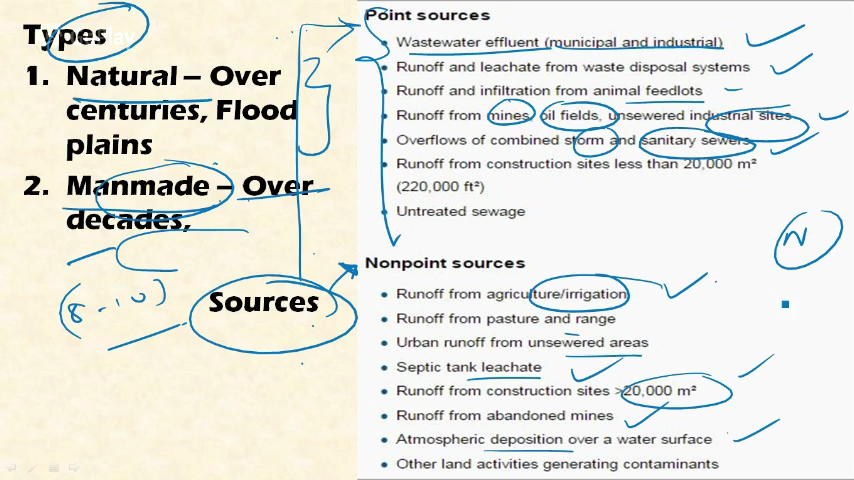 Types
1. Natural – Over
centuries, Flood
plains
2. Manmade – Over
decades,
(8-10)
Sources
Point sources
• Wastewater effluent (municipal and industrial)
• Runoff and leachate from waste disposal systems
• Runoff and infiltration from animal feedlots
• Runoff from mines, oil fields, unsewered industrial sites
• Overflows of combined storm and sanitary sewers
• Runoff from construction sites less than 20,000 m²
(220,000 ft²)
• Untreated sewage
N
Nonpoint sources
• Runoff from agriculture/irrigation
• Runoff from pasture and range
• Urban runoff from unsewered areas
• Septic tank leachate
• Runoff from construction sites >20,000 m²
• Runoff from abandoned mines
• Atmospheric deposition over a water surface
• Other land activities generating contaminants